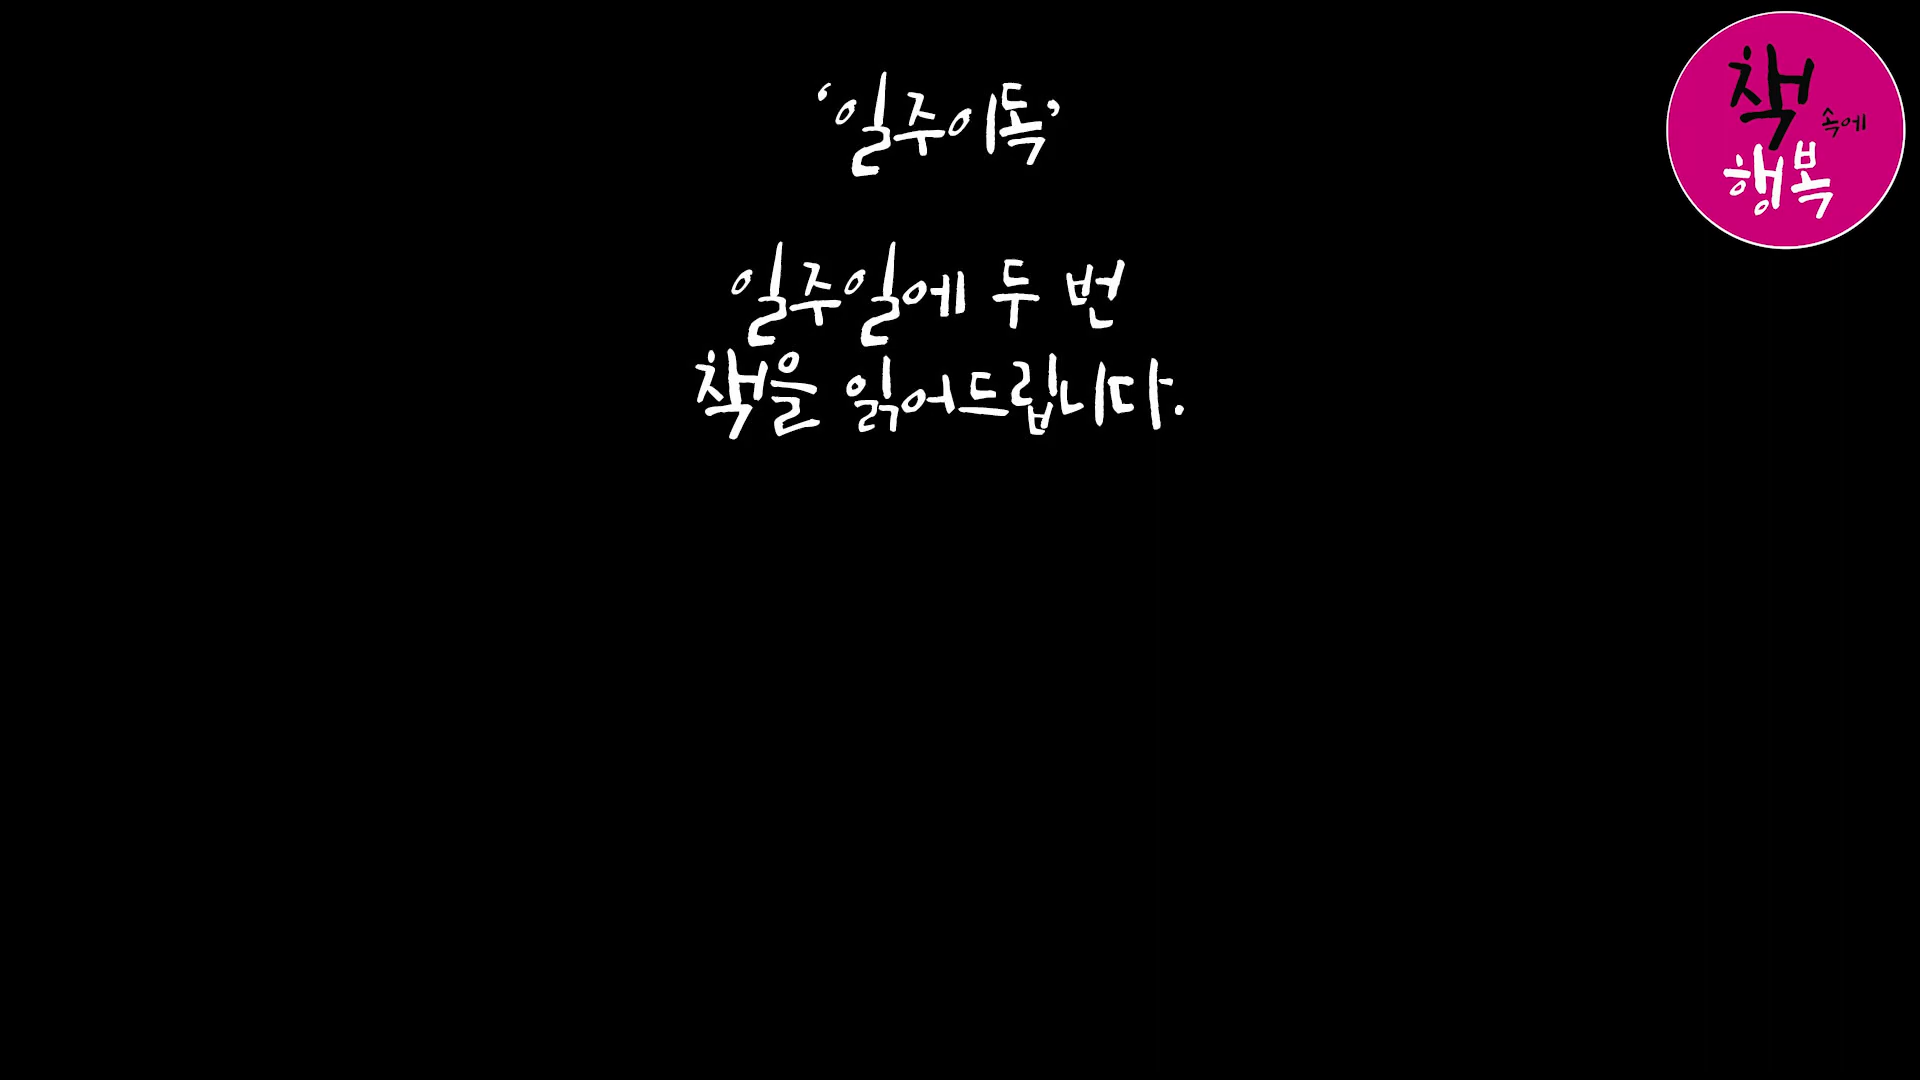 ‘일주이독’
일주일에 두 번
책을 읽어드립니다.
책
속에
행복